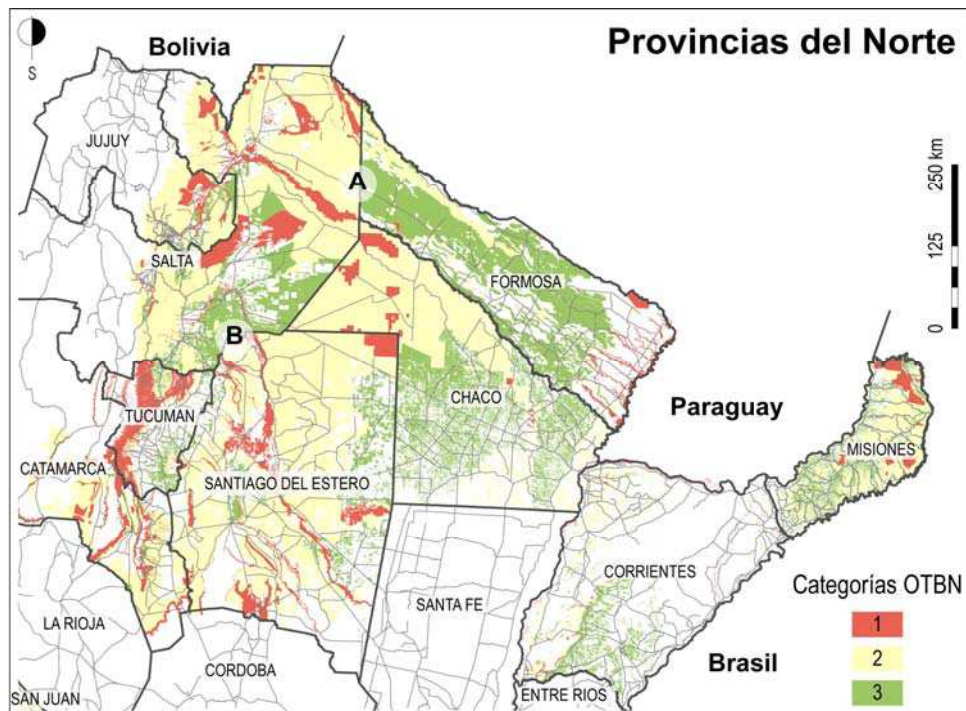 Provincias del Norte
S
Bolivia
JUJUY
A
SALTA
FORMOSA
B
CHACO
Paraguay
TUCUMAN
MISIONES
CATAMARCA
SANTIAGO DEL ESTERO
CORRIENTES
LA RIOJA
SANTA FE
CORDOBA
Brasil
SAN JUAN
ENTRE RIOS
250 km
125
0
Categorías OTBN
1
2
3